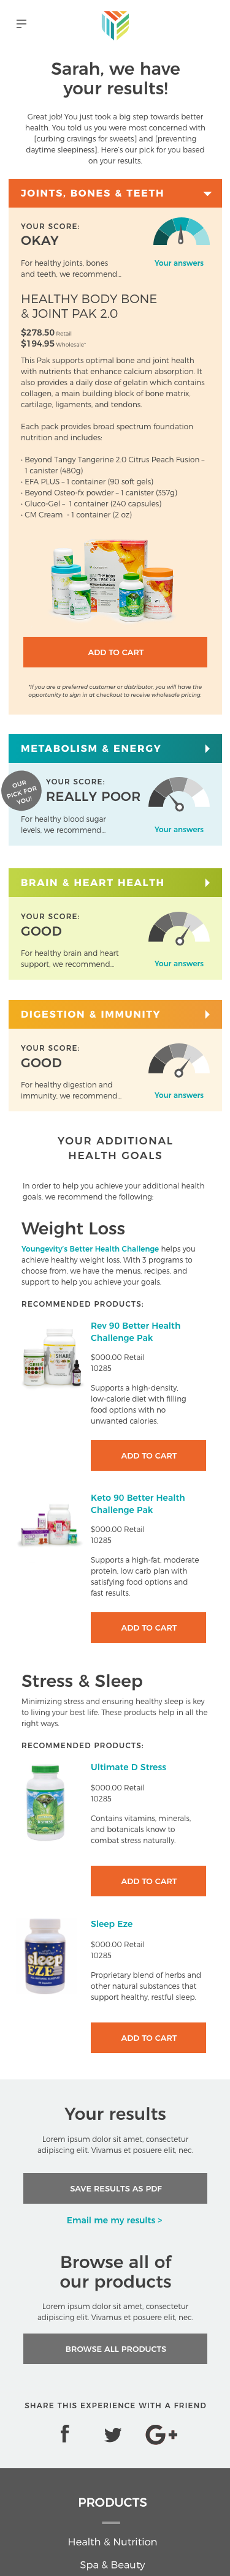 Sarah, we have
your results!
Great job! You just took a big step towards better
health. You told us you were most concerned with
[curbing cravings for sweets] and [preventing
daytime sleepiness]. Here's our pick for you based
on your results.
JOINTS, BONES & TEETH
YOUR SCORE:
OKAY
For healthy joints, bones
and teeth, we recommend...
Your answers
HEALTHY BODY BONE
& JOINT PAK 2.0
$278.50 Retail
$194.95 Wholesale*
This Pak supports optimal bone and joint health
with nutrients that enhance calcium absorption. It
also provides a daily dose of gelatin which contains
collagen, a main building block of bone matrix,
cartilage, ligaments, and tendons.
Each pack provides broad spectrum foundation
nutrition and includes:
• Beyond Tangy Tangerine 2.0 Citrus Peach Fusion –
1 canister (480g)
• EFA PLUS – 1 container (90 soft gels)
• Beyond Osteo-fx powder – 1 canister (357g)
• Gluco-Gel – 1 container (240 capsules)
• CM Cream - 1 container (2 oz)
ADD TO CART
*If you are a preferred customer or distributor, you will have the
opportunity to sign in at checkout to receive wholesale pricing.
METABOLISM & ENERGY
OUR
PICK FOR
YOU!
YOUR SCORE:
REALLY POOR
For healthy blood sugar
levels, we recommend...
Your answers
BRAIN & HEART HEALTH
YOUR SCORE:
GOOD
For healthy brain and heart
support, we recommend...
Your answers
DIGESTION & IMMUNITY
YOUR SCORE:
GOOD
For healthy digestion and
immunity, we recommend...
Your answers
YOUR ADDITIONAL
HEALTH GOALS
In order to help you achieve your additional health
goals, we recommend the following:
Weight Loss
Youngevity's Better Health Challenge helps you
achieve healthy weight loss. With 3 programs to
choose from, we have the menus, recipes, and
support to help you achieve your goals.
RECOMMENDED PRODUCTS:
Rev 90 Better Health
Challenge Pak
$000.00 Retail
10285
Supports a high-density,
low-calorie diet with filling
food options with no
unwanted calories.
ADD TO CART
Keto 90 Better Health
Challenge Pak
$000.00 Retail
10285
Supports a high-fat, moderate
protein, low carb plan with
satisfying food options and
fast results.
ADD TO CART
Stress & Sleep
Minimizing stress and ensuring healthy sleep is key
to living your best life. These products help in all the
right ways.
RECOMMENDED PRODUCTS:
Ultimate D Stress
$000.00 Retail
10285
Contains vitamins, minerals,
and botanicals know to
combat stress naturally.
ADD TO CART
Sleep Eze
$000.00 Retail
10285
Proprietary blend of herbs and
other natural substances that
support healthy, restful sleep.
sleep
EZE
ADD TO CART
Your results
Lorem ipsum dolor sit amet, consectetur
adipiscing elit. Vivamus et posuere elit, nec.
SAVE RESULTS AS PDF
Email me my results >
Browse all of
our products
Lorem ipsum dolor sit amet, consectetur
adipiscing elit. Vivamus et posuere elit, nec.
BROWSE ALL PRODUCTS
SHARE THIS EXPERIENCE WITH A FRIEND
PRODUCTS
Health & Nutrition
Spa & Beauty